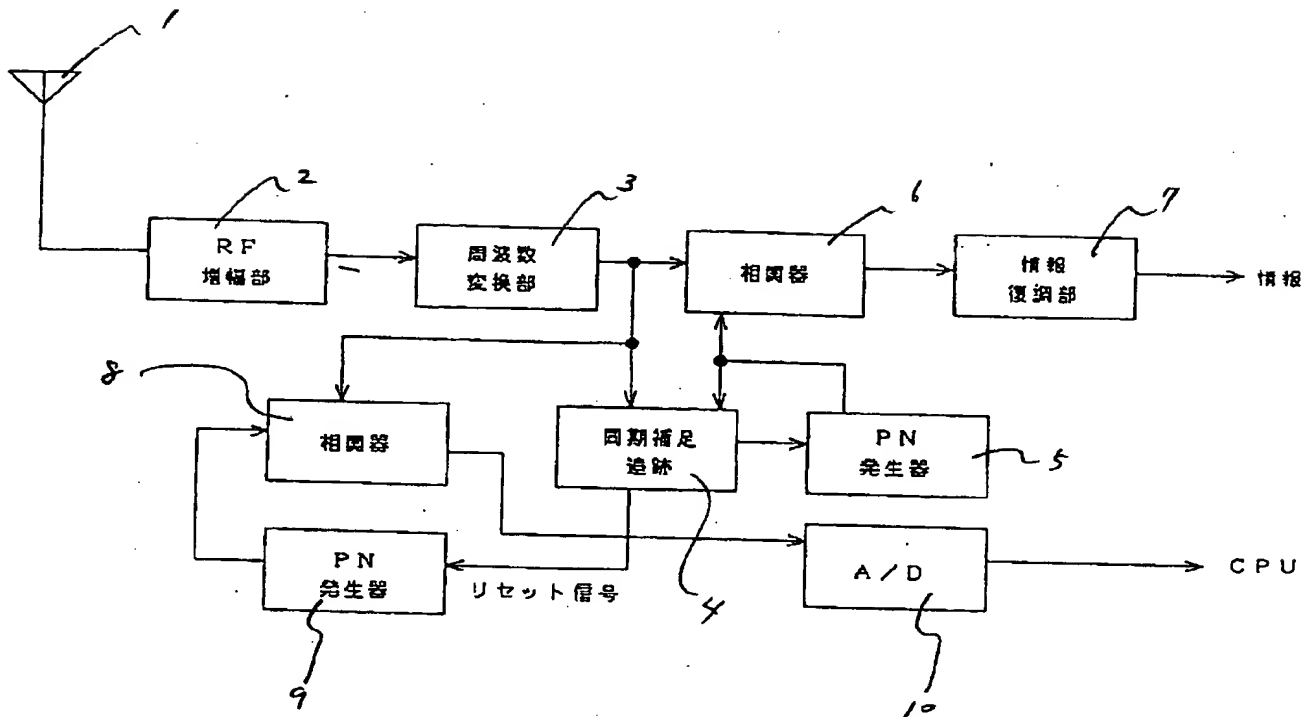 1
2
3
6
7
RF
増幅部
周波数
変換部
相関器
情報
復調部
情報
8
相関器
同期補足
追跡
PN
発生器
5
PN
発生器
リセット信号
4
A/D
CPU
9
10